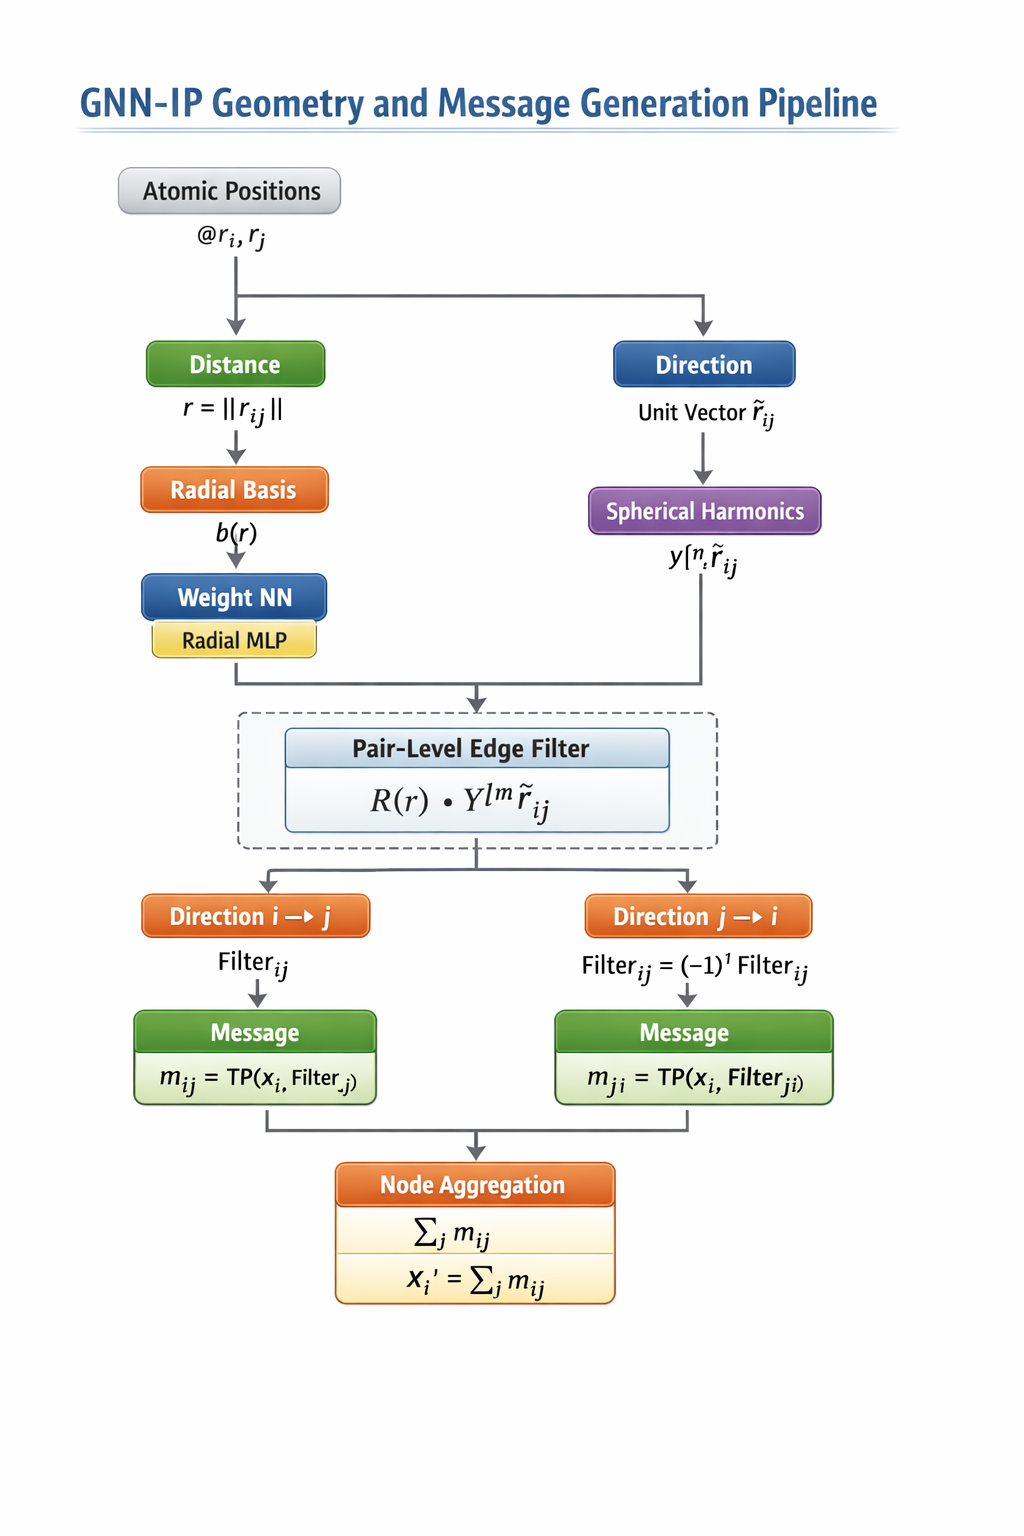 GNN-IP Geometry and Message Generation Pipeline
Atomic Positions
@r_i, r_j
Distance
Direction
r = ||r_ij||
Unit Vector r̃_ij
Radial Basis
Spherical Harmonics
b(r)
r̃_ij
Weight NN
Radial MLP
Pair-Level Edge Filter
R(r) • Y^lm r̃_ij
Direction i → j
Direction j → i
Filter_ij
Filter_ij = (−1)^1 Filter_ij
Message
Message
m_ij = TP(x_i, Filter_j)
m_ji = TP(x_i, Filter_ji)
Node Aggregation
∑_j m_ij
x_i' = ∑_j m_ij